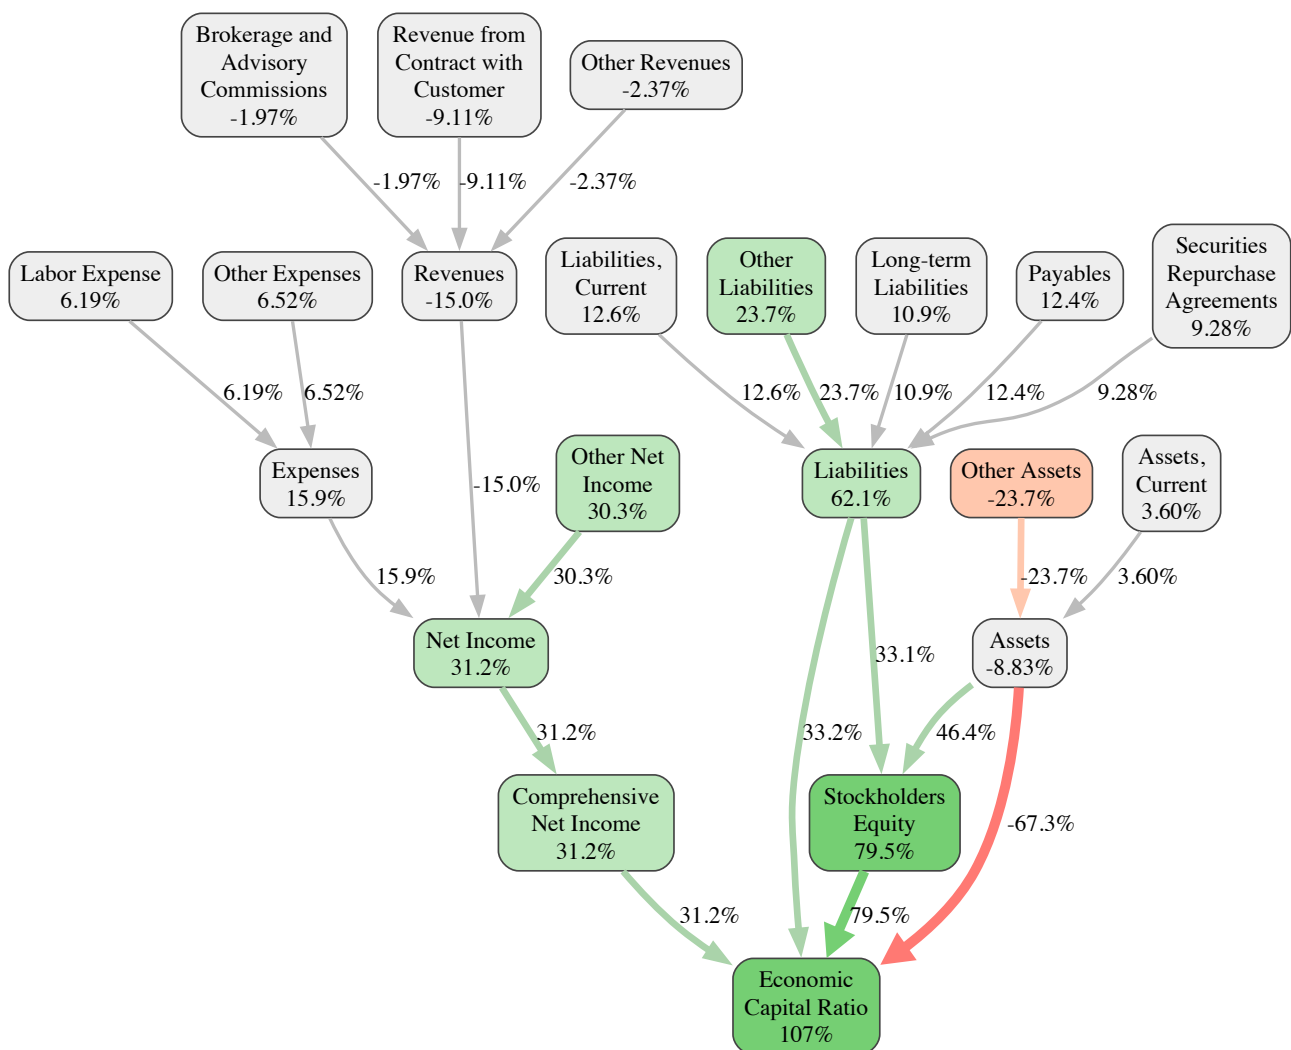 Brokerage and
Advisory
Commissions
-1.97%
Revenue from
Contract with
Customer
-9.11%
Other Revenues
-2.37%
-1.97%
-9.11%
-2.37%
Labor Expense
6.19%
Other Expenses
6.52%
Revenues
-15.0%
Liabilities,
Current
12.6%
Other
Liabilities
23.7%
Long-term
Liabilities
10.9%
Payables
12.4%
Securities
Repurchase
Agreements
9.28%
6.19%
6.52%
-15.0%
12.6%
23.7%
10.9%
12.4%
9.28%
Expenses
15.9%
Other Net
Income
30.3%
Liabilities
62.1%
Other Assets
-23.7%
Assets,
Current
3.60%
15.9%
30.3%
-23.7%
3.60%
Net Income
31.2%
Assets
-8.83%
33.1%
31.2%
33.2%
46.4%
Comprehensive
Net Income
31.2%
Stockholders
Equity
79.5%
-67.3%
31.2%
79.5%
Economic
Capital Ratio
107%